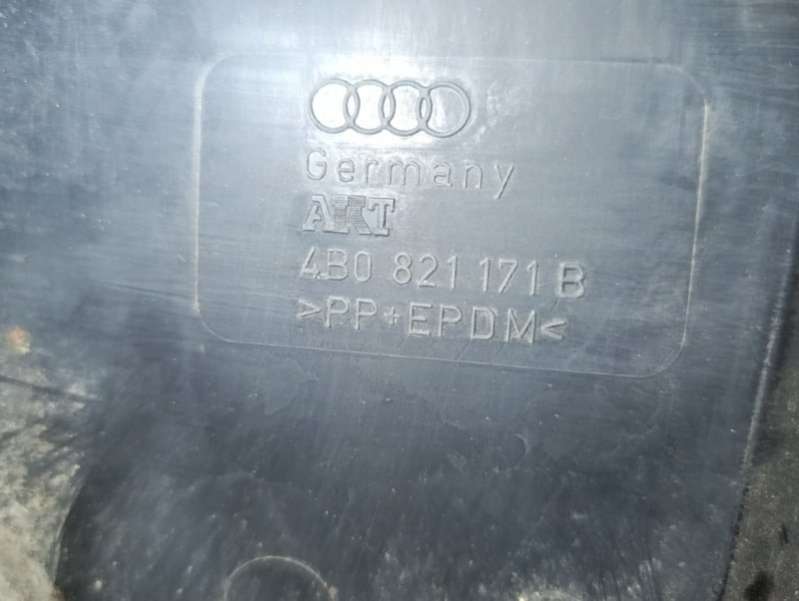 Germany
AKT
4B0 821 171 B
>PP+EPDM<